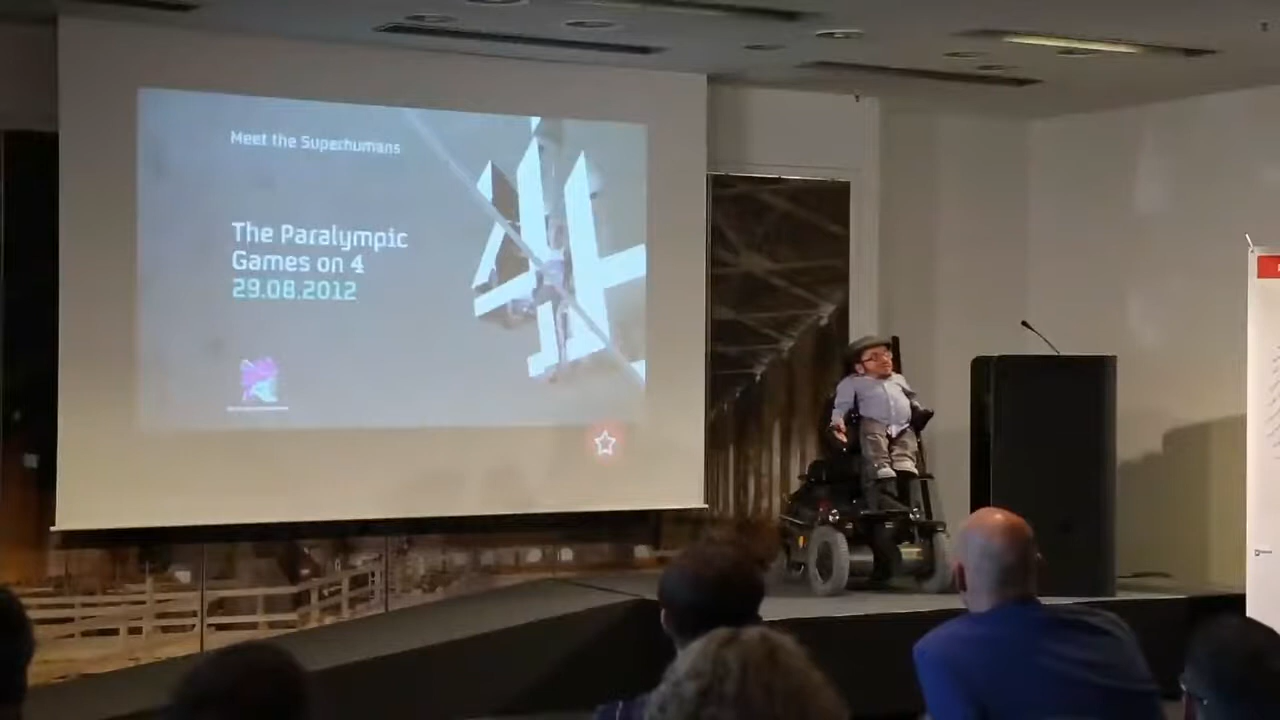 Meet the Superhumans
The Paralympic
Games on 4
29.08.2012